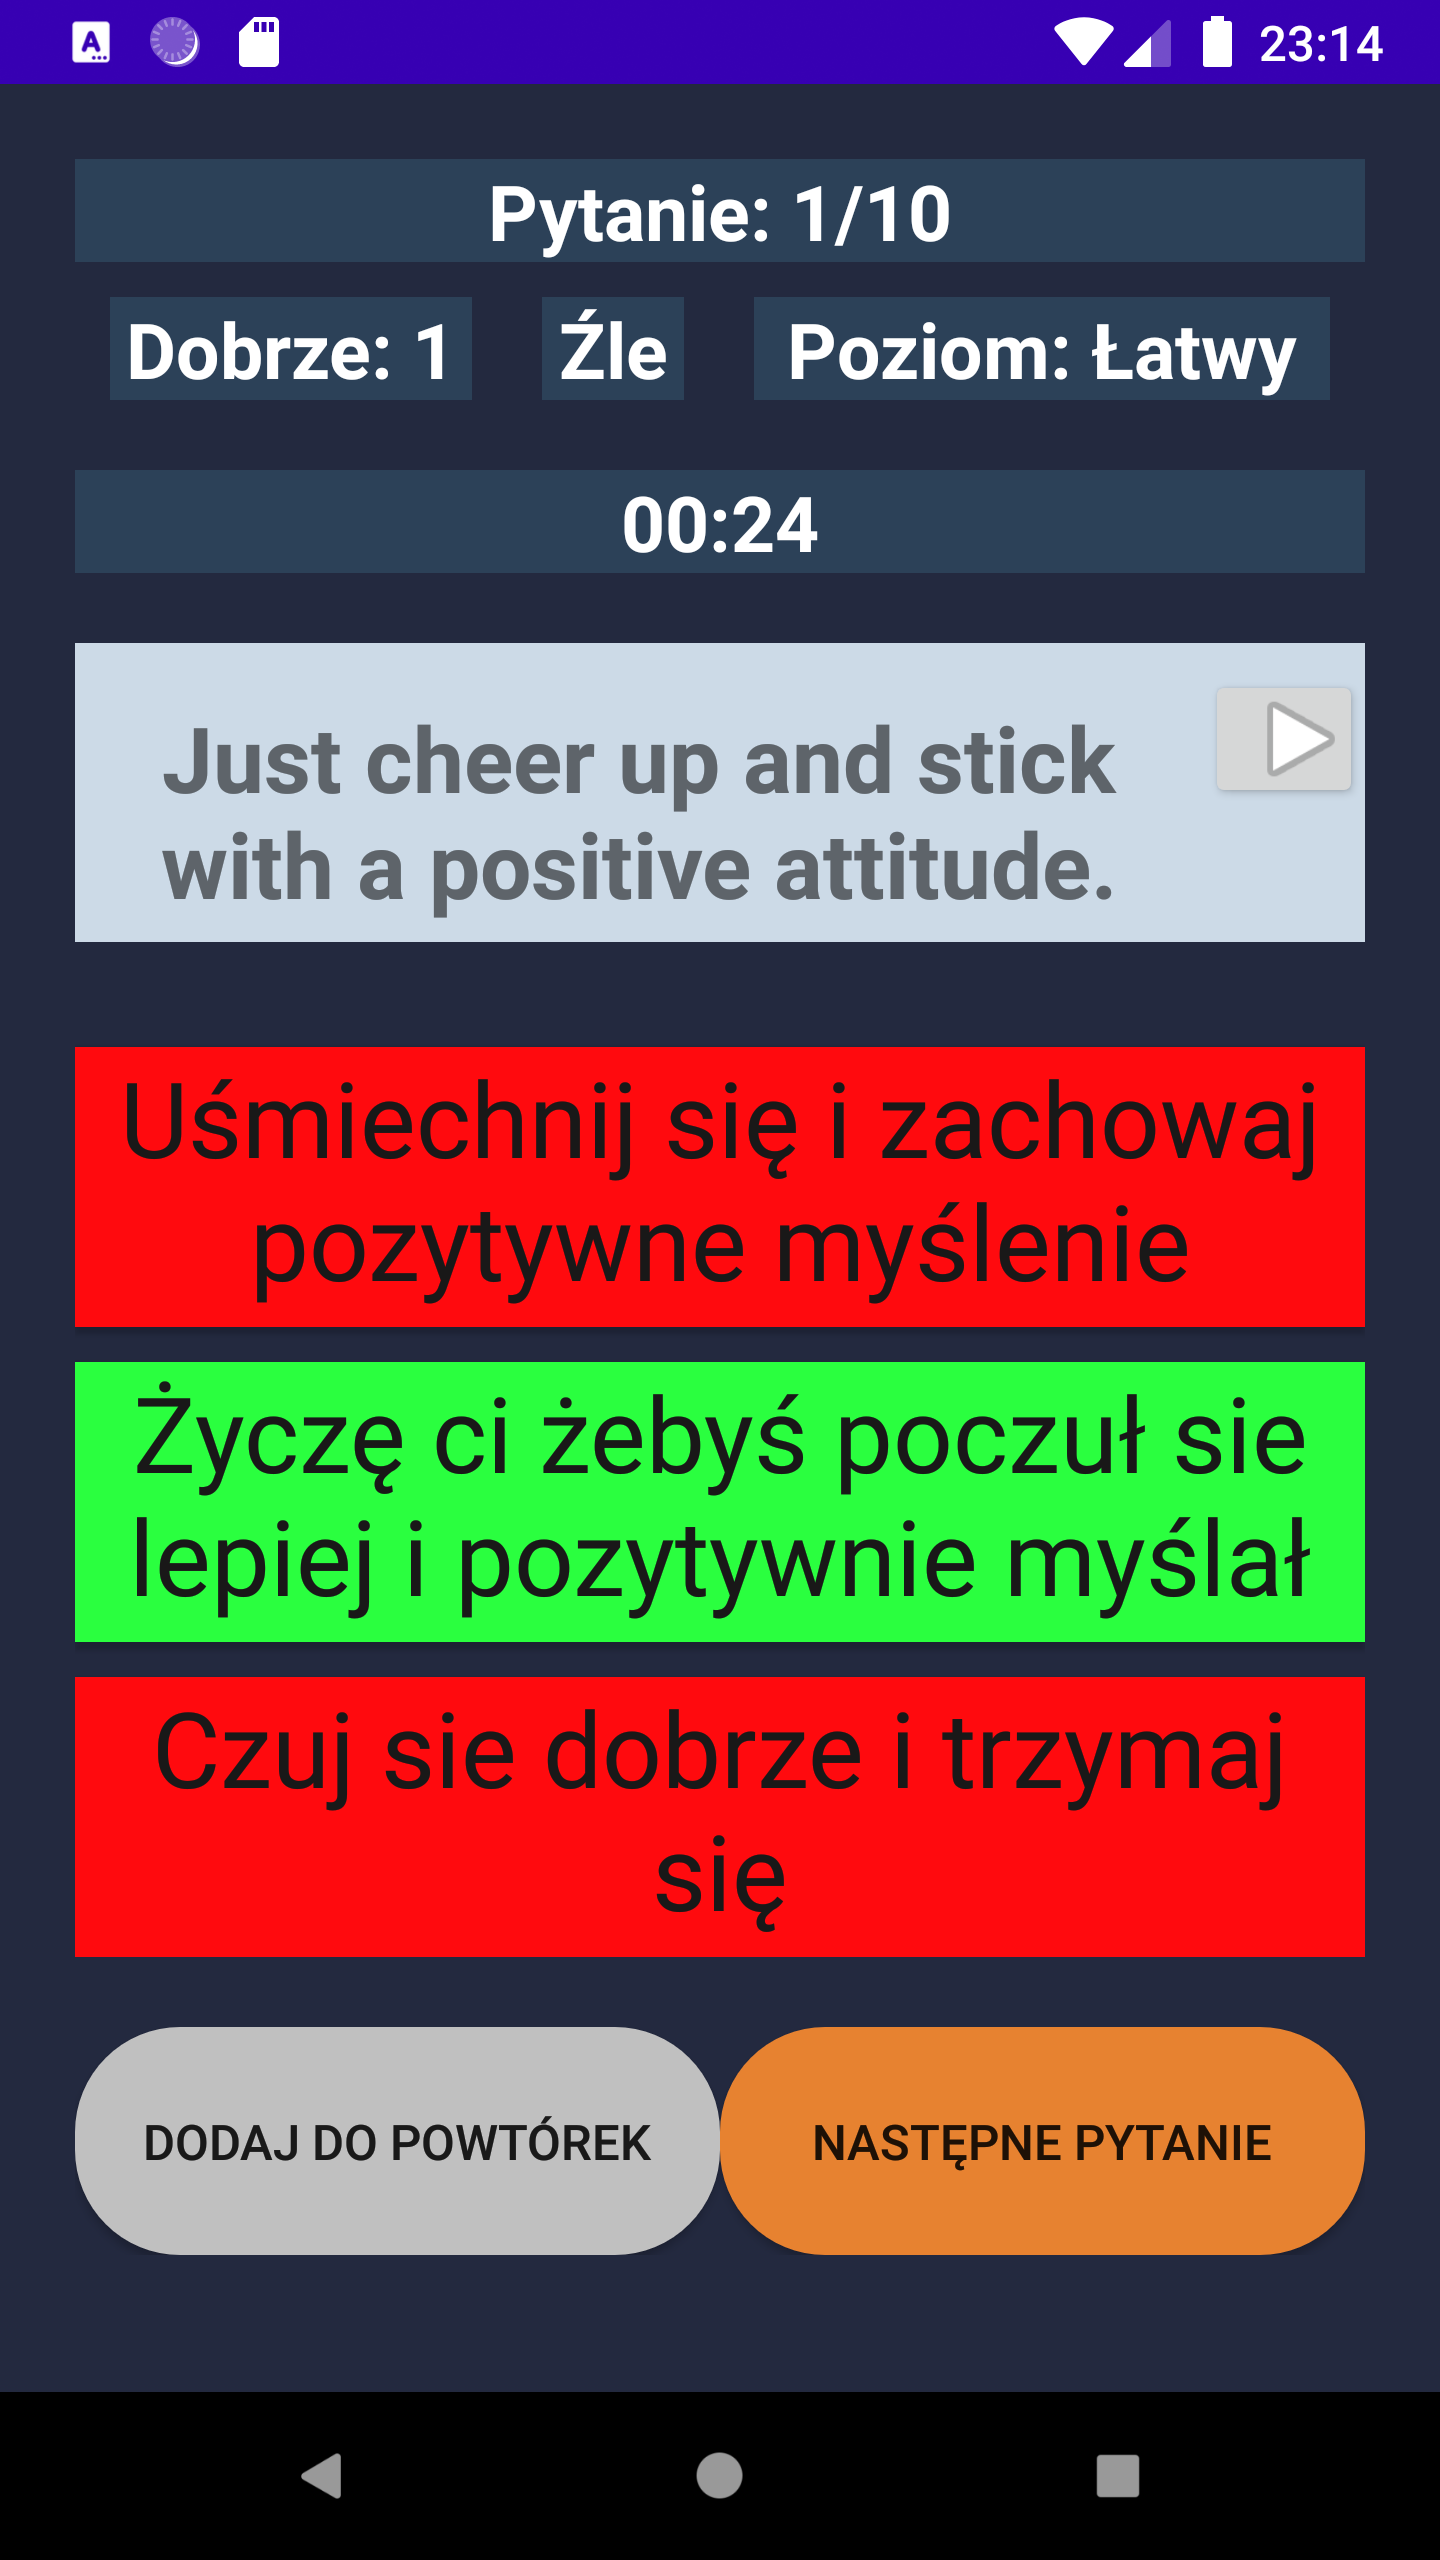 23:14
Pytanie: 1/10
Dobrze: 1 Źle Poziom: Łatwy
00:24
Just cheer up and stick
with a positive attitude.
Uśmiechnij się i zachowaj
pozytywne myślenie
Życzę ci żebyś poczuł sie
lepiej i pozytywnie myślał
Czuj sie dobrze i trzymaj
się
DODAJ DO POWTÓREK NASTĘPNE PYTANIE